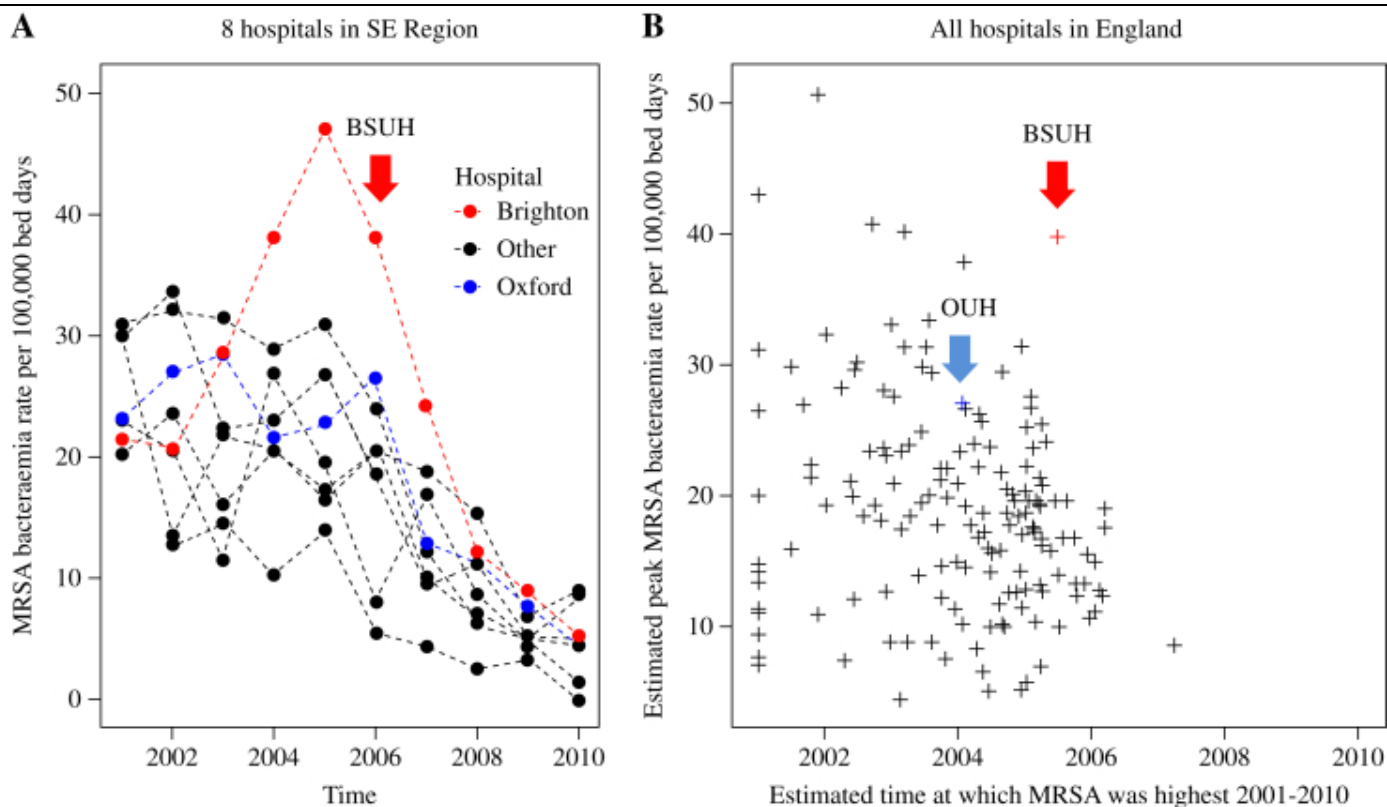 A
8 hospitals in SE Region
MRSA bacteraemia rate per 100,000 bed days
50
40
30
20
10
0
BSUH
Hospital
Brighton
Other
Oxford
2002
2004
2006
2008
2010
Time
B
All hospitals in England
Estimated peak MRSA bacteraemia rate per 100,000 bed days
50
40
30
20
10
BSUH
OUH
2002
2004
2006
2008
2010
Estimated time at which MRSA was highest 2001-2010